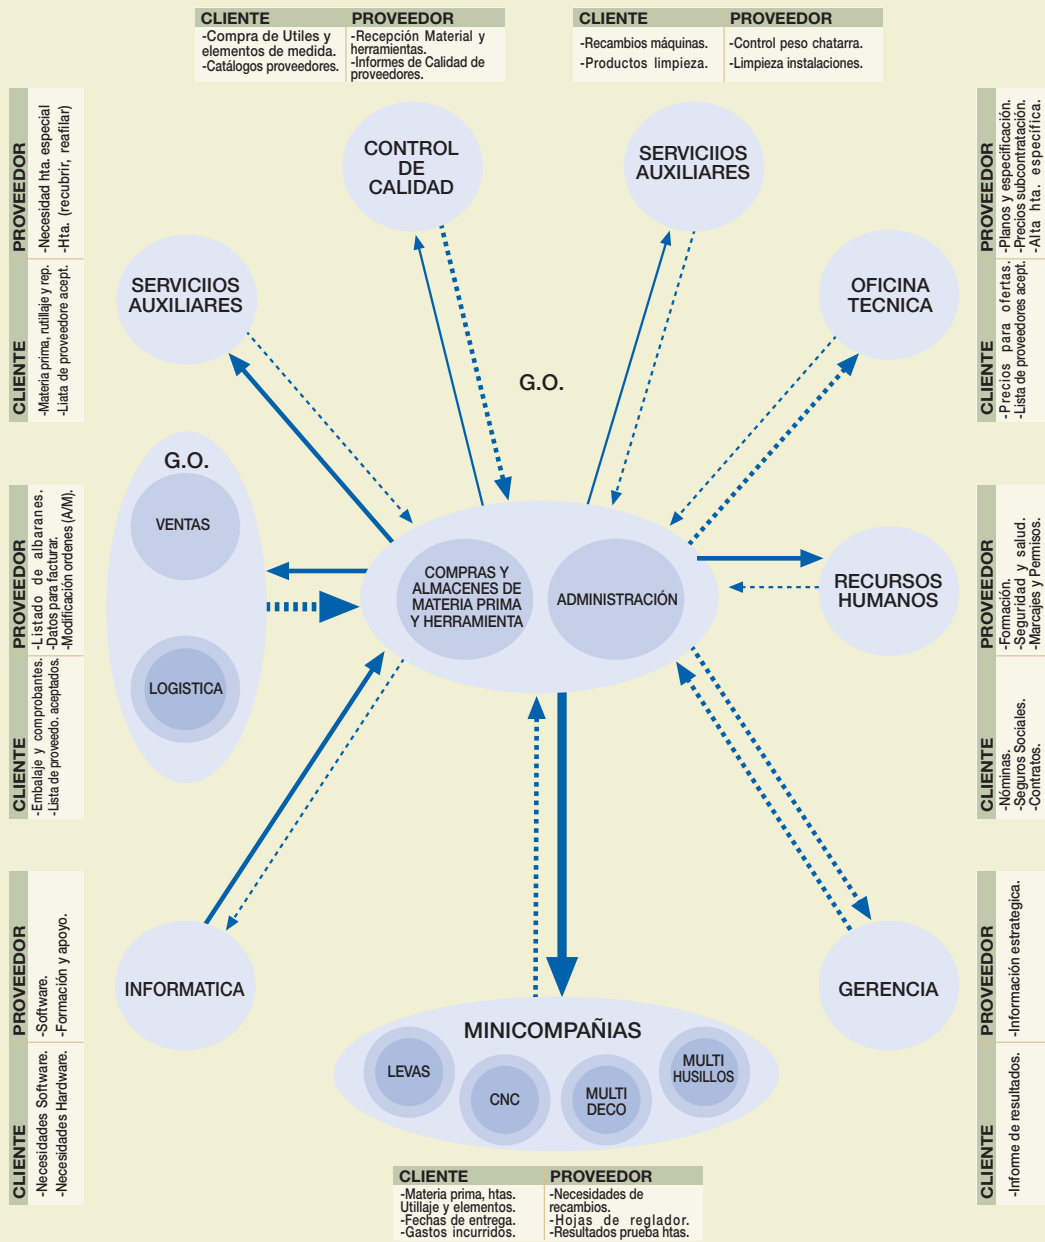 CLIENTE
-Compra de Utiles y
elementos de medida.
-Catálogos proveedores.
PROVEEDOR
-Recepción Material y
herramientas.
-Informes de Calidad de
proveedores.
CLIENTE
-Recambios máquinas.
-Productos limpieza.
PROVEEDOR
-Control peso chatarra.
-Limpieza instalaciones.
PROVEEDOR
-Necesidad hta. especial
-Hta. (recubrir, reafilar)
CLIENTE
-Materia prima, rutillaje y rep.
-Liata de proveedore acept.
CONTROL
DE
CALIDAD
SERVICIIOS
AUXILIARES
PROVEEDOR
-Planos y especificación.
-Precios subcontratación.
-Alta hta. específica.
CLIENTE
-Precios para ofertas.
-Lista de proveedores acept.
SERVICIIOS
AUXILIARES
OFICINA
TECNICA
G.O.
G.O.
VENTAS
LOGISTICA
COMPRAS Y
ALMACENES DE
MATERIA PRIMA
Y HERRAMIENTA
ADMINISTRACIÓN
RECURSOS
HUMANOS
PROVEEDOR
-Listado de albaranes.
-Datos para facturar.
-Modificación ordenes (A/M).
CLIENTE
-Embalaje y comprobantes.
-Lista de proveedo. aceptados.
PROVEEDOR
-Formación.
-Seguridad y salud.
-Marcajes y Permisos.
CLIENTE
-Nóminas.
-Seguros Sociales.
-Contratos.
INFORMATICA
GERENCIA
PROVEEDOR
-Software.
-Formación y apoyo.
CLIENTE
-Necesidades Software.
-Necesidades Hardware.
PROVEEDOR
-Información estrategica.
CLIENTE
-Informe de resultados.
MINICOMPAÑIAS
LEVAS
CNC
MULTI
DECO
MULTI
HUSILLOS
CLIENTE
-Materia prima, htas.
Utillaje y elementos.
-Fechas de entrega.
-Gastos incurridos.
PROVEEDOR
-Necesidades de
recambios.
-Hojas de reglador.
-Resultados prueba htas.